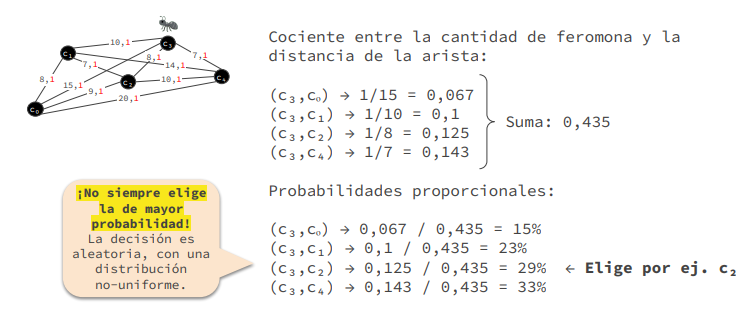 10,1
c₁
c₃
7,1
8,1
14,1
7,1
8,1
15,1
c₂
10,1
c₄
9,1
20,1
c₀
Cociente entre la cantidad de feromona y la
distancia de la arista:
(c₃,c₀) → 1/15 = 0,067
(c₃,c₁) → 1/10 = 0,1
(c₃,c₂) → 1/8 = 0,125
(c₃,c₄) → 1/7 = 0,143
Suma: 0,435
Probabilidades proporcionales:
(c₃,c₀) → 0,067 / 0,435 = 15%
(c₃,c₁) → 0,1 / 0,435 = 23%
(c₃,c₂) → 0,125 / 0,435 = 29% ← Elige por ej. c₂
(c₃,c₄) → 0,143 / 0,435 = 33%
¡No siempre elige
la de mayor
probabilidad!
La decisión es
aleatoria, con una
distribución
no-uniforme.